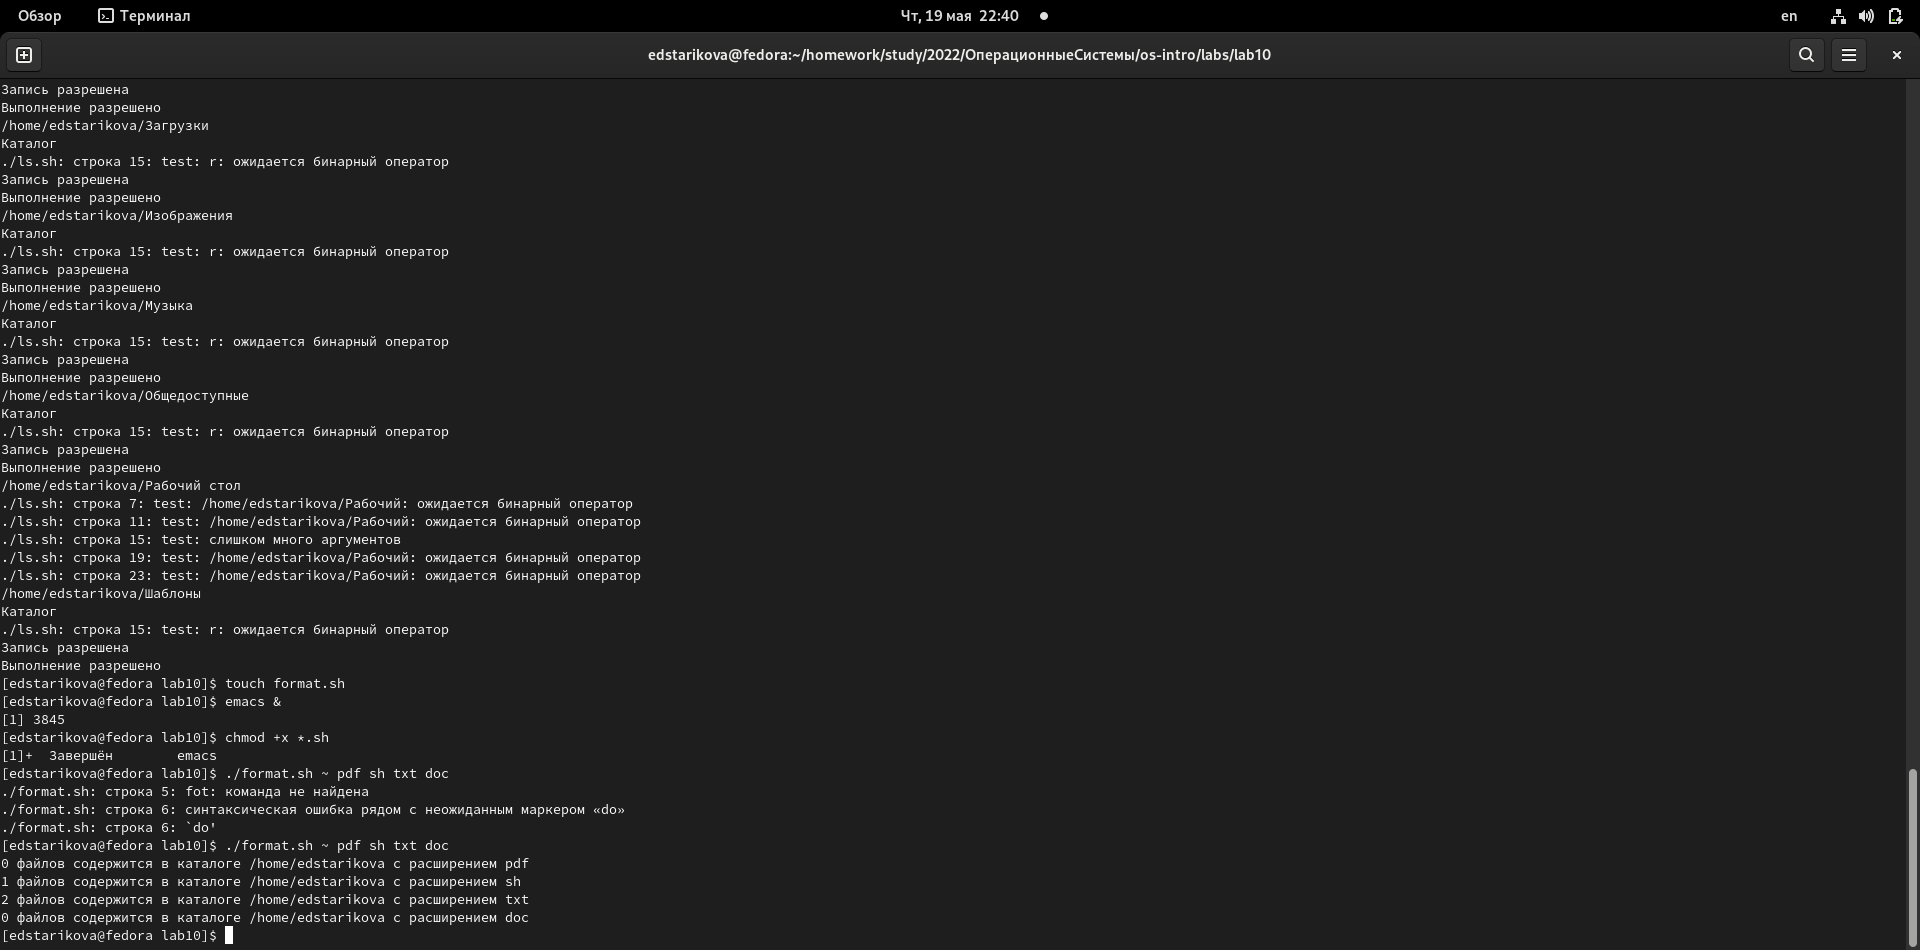 Обзор
Терминал
Чт, 19 мая 22:40
en
edstarikova@fedora:~/homework/study/2022/ОперационныеСистемы/os-intro/labs/lab10
Запись разрешена
Выполнение разрешено
/home/edstarikova/Загрузки
Каталог
./ls.sh: строка 15: test: r: ожидается бинарный оператор
Запись разрешена
Выполнение разрешено
/home/edstarikova/Изображения
Каталог
./ls.sh: строка 15: test: r: ожидается бинарный оператор
Запись разрешена
Выполнение разрешено
/home/edstarikova/Музыка
Каталог
./ls.sh: строка 15: test: r: ожидается бинарный оператор
Запись разрешена
Выполнение разрешено
/home/edstarikova/Общедоступные
Каталог
./ls.sh: строка 15: test: r: ожидается бинарный оператор
Запись разрешена
Выполнение разрешено
/home/edstarikova/Рабочий стол
./ls.sh: строка 7: test: /home/edstarikova/Рабочий: ожидается бинарный оператор
./ls.sh: строка 11: test: /home/edstarikova/Рабочий: ожидается бинарный оператор
./ls.sh: строка 15: test: слишком много аргументов
./ls.sh: строка 19: test: /home/edstarikova/Рабочий: ожидается бинарный оператор
./ls.sh: строка 23: test: /home/edstarikova/Рабочий: ожидается бинарный оператор
/home/edstarikova/Шаблоны
Каталог
./ls.sh: строка 15: test: r: ожидается бинарный оператор
Запись разрешена
Выполнение разрешено
[edstarikova@fedora lab10]$ touch format.sh
[edstarikova@fedora lab10]$ emacs &
[1] 3845
[edstarikova@fedora lab10]$ chmod +x *.sh
[1]+  Завершён        emacs
[edstarikova@fedora lab10]$ ./format.sh ~ pdf sh txt doc
./format.sh: строка 5: fot: команда не найдена
./format.sh: строка 6: синтаксическая ошибка рядом с неожиданным маркером «do»
./format.sh: строка 6: `do'
[edstarikova@fedora lab10]$ ./format.sh ~ pdf sh txt doc
0 файлов содержится в каталоге /home/edstarikova с расширением pdf
1 файлов содержится в каталоге /home/edstarikova с расширением sh
2 файлов содержится в каталоге /home/edstarikova с расширением txt
0 файлов содержится в каталоге /home/edstarikova с расширением doc
[edstarikova@fedora lab10]$